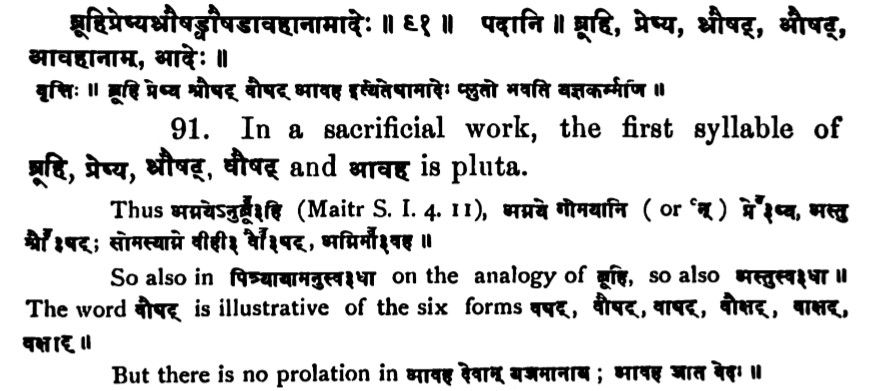 ब्रूहिप्रेष्यश्रौषड्वौषडावहानामादेः ॥ ९१ ॥ पदानि ॥ ब्रूहि, प्रेष्य, श्रौषट्, औषट्,
आवहानाम्, आदेः ॥
वृत्तिः ॥ ब्रूहि प्रेष्य श्रौषट् वौषट् आवह इत्येतेषामादेः प्लुतो भवति यज्ञकर्म्मणि ॥
91. In a sacrificial work, the first syllable of
ब्रूहि, प्रेष्य, श्रौषट्, वौषट् and आवह is pluta.
Thus अग्नयेऽनुब्रू३हि (Maitr S. I. 4. 11), अग्नये गोमयानि ( or ॰न् ) प्रे३ष्य, अस्तु
श्रौ३षट्; सोमस्याग्ने वीही३ वौ३षट्, अग्निमा३वह ॥
So also in पित्र्यायामनुस्व३धा on the analogy of ब्रूहि, so also अस्तुस्व३धा ॥
The word वौषट् is illustrative of the six forms वषट्, वौषट्, वाषट्, वौक्षट्, वाक्षट्,
वक्षाट् ॥
But there is no prolation in आवह देवान् यजमानाय ; आवह जात वेदः ॥